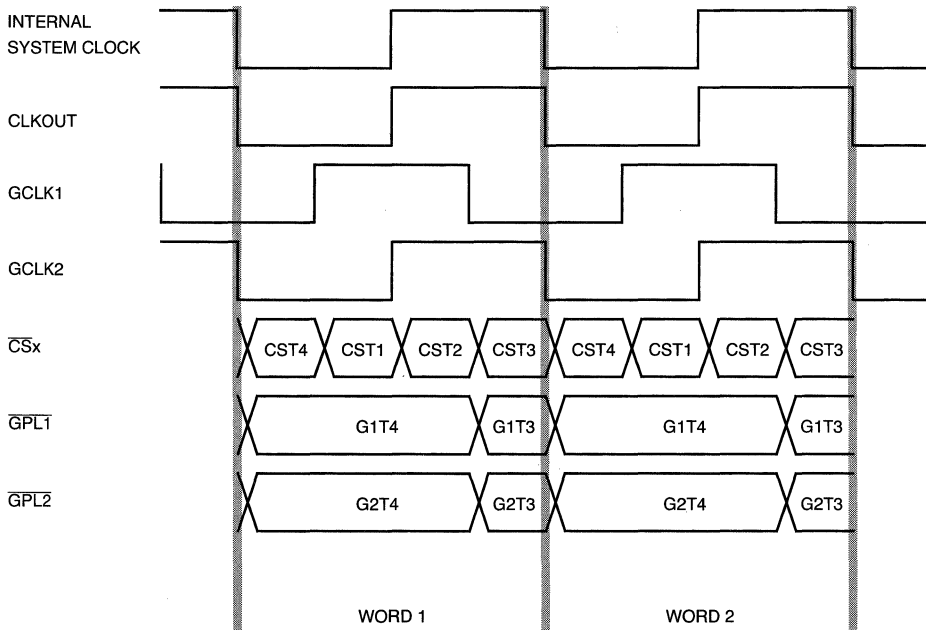 INTERNAL
SYSTEM CLOCK
CLKOUT
GCLK1
GCLK2
CSx CST4 CST1 CST2 CST3 CST4 CST1 CST2 CST3
GPL1 G1T4 G1T3 G1T4 G1T3
GPL2 G2T4 G2T3 G2T4 G2T3
WORD 1 WORD 2